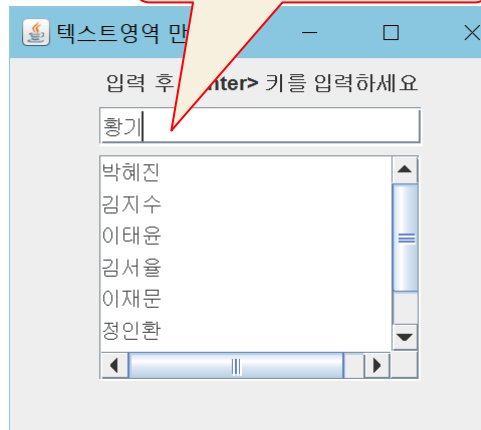 텍스트영역 만
입력 후 nter> 키를 입력하세요
황기
박혜진
김지수
이태윤
김서율
이재문
정인환